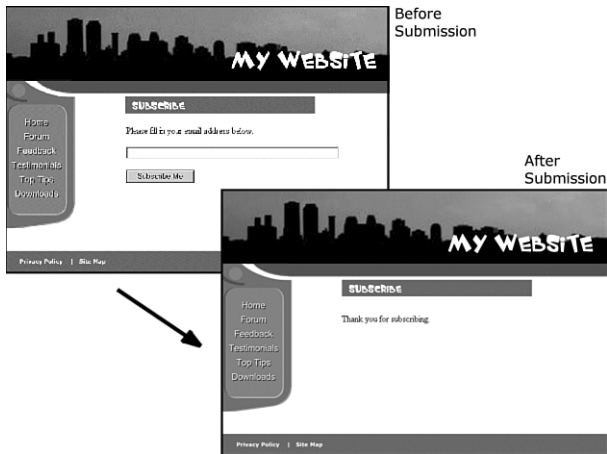 Before
Submission
MY WEBSITE
SUBSCRIBE
Home
Forum
Feedback
Testimonials
Top Tips
Downloads
Please fill in your email address below.
Subscribe Me
Privacy Policy | Site Map
After
Submission
MY WEBSITE
SUBSCRIBE
Home
Forum
Feedback
Testimonials
Top Tips
Downloads
Thank you for subscribing.
Privacy Policy | Site Map